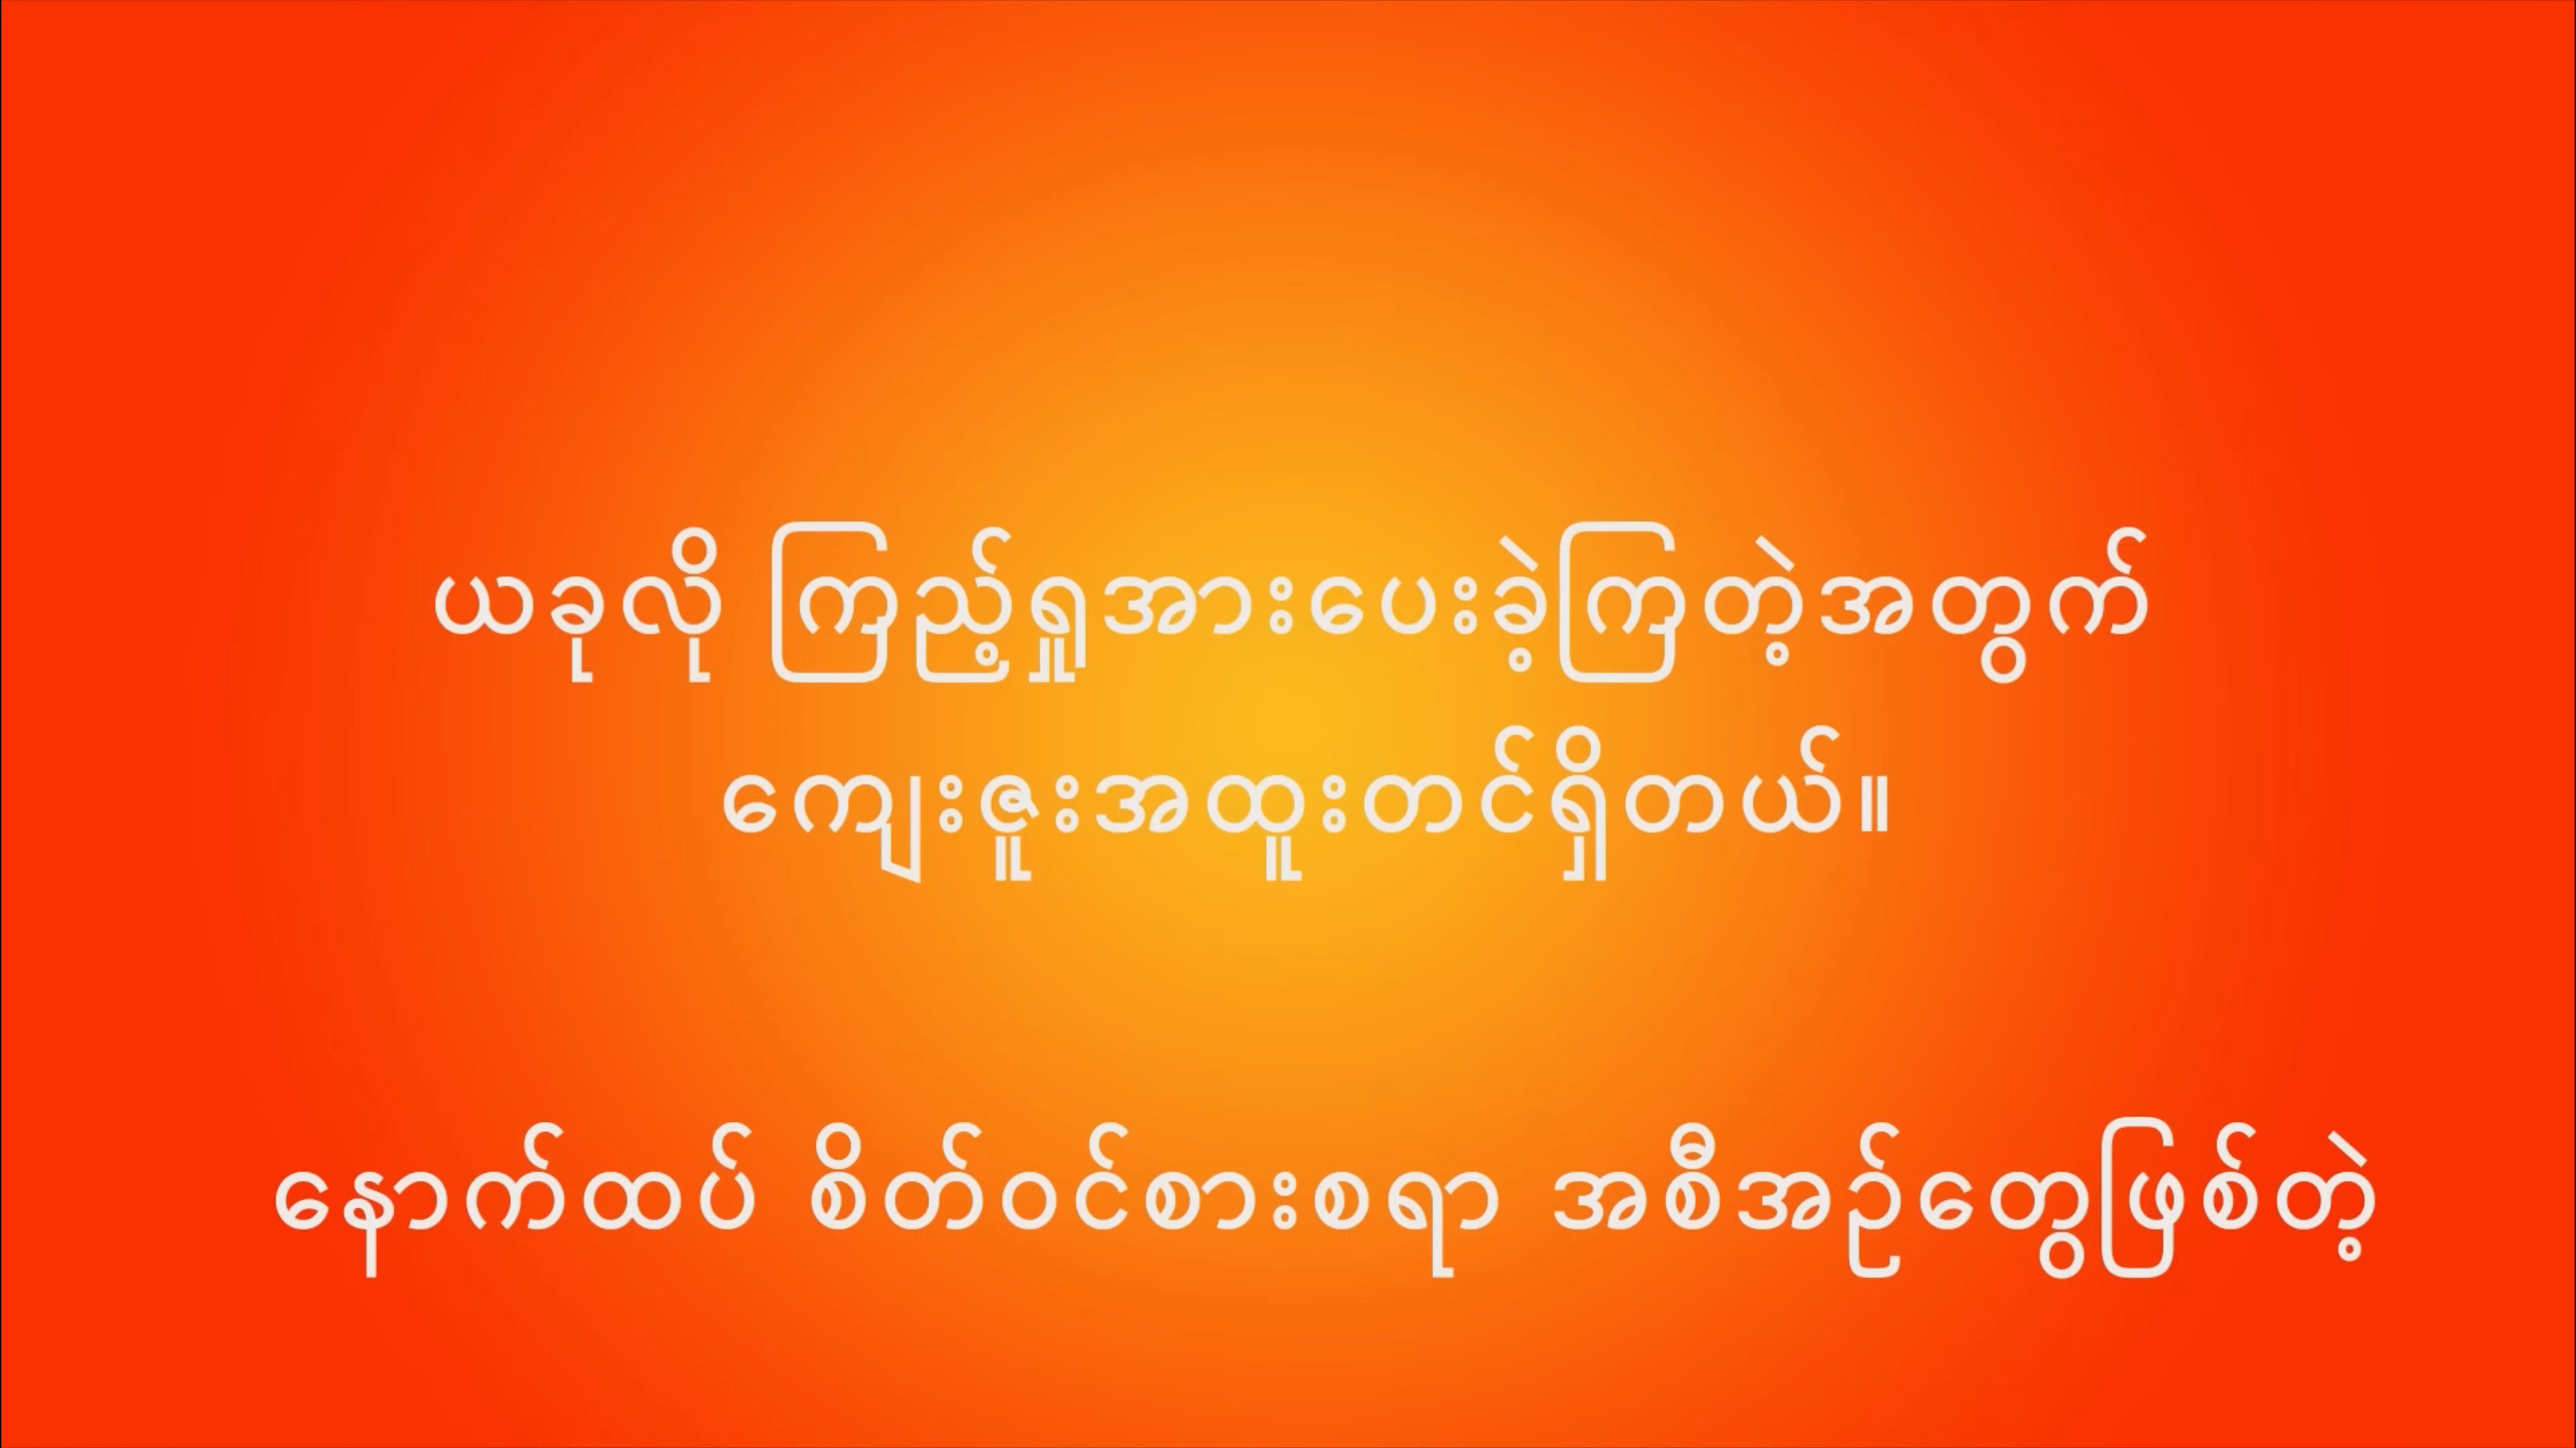 ယခုလို ကြည့်ရှုအားပေးခဲ့ကြတဲ့အတွက်
ကျေးဇူးအထူးတင်ရှိတယ်။
နောက်ထပ် စိတ်ဝင်စားစရာ အစီအဉ်တွေဖြစ်တဲ့